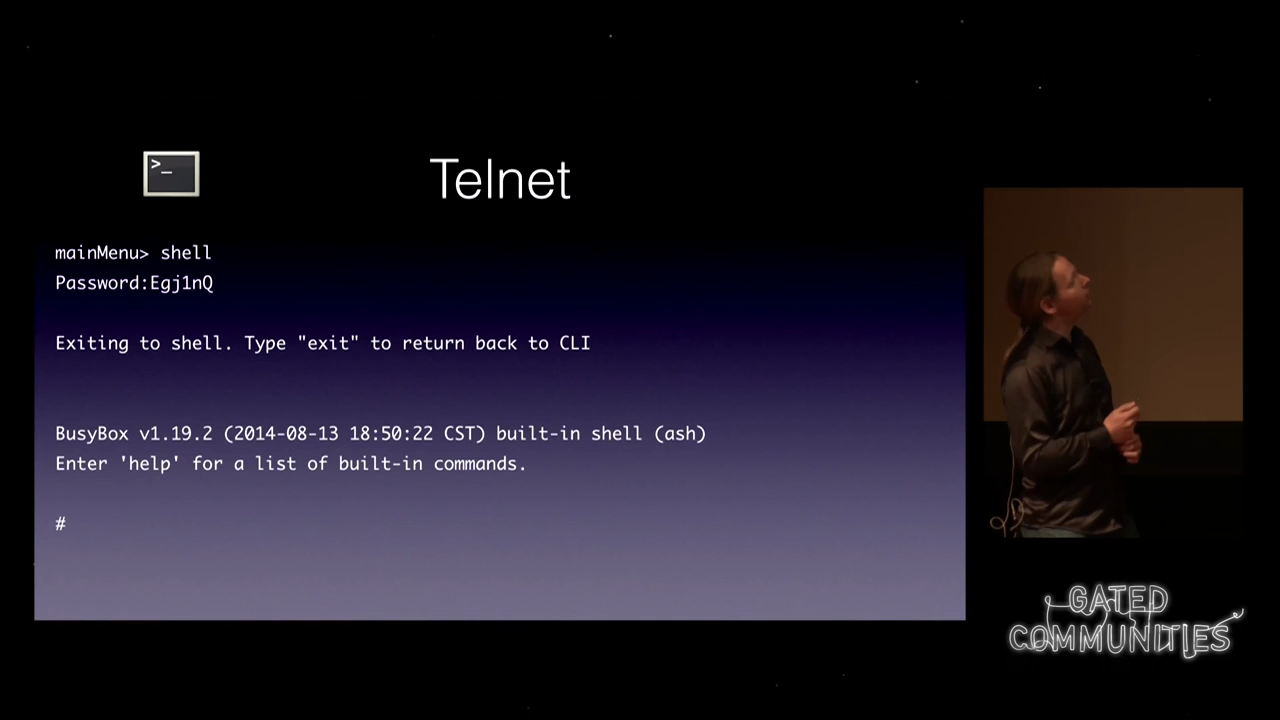 >_
Telnet
mainMenu> shell
Password:Egj1nQ
Exiting to shell. Type "exit" to return back to CLI
BusyBox v1.19.2 (2014-08-13 18:50:22 CST) built-in shell (ash)
Enter 'help' for a list of built-in commands.
#
GATED
COMMUNITIES